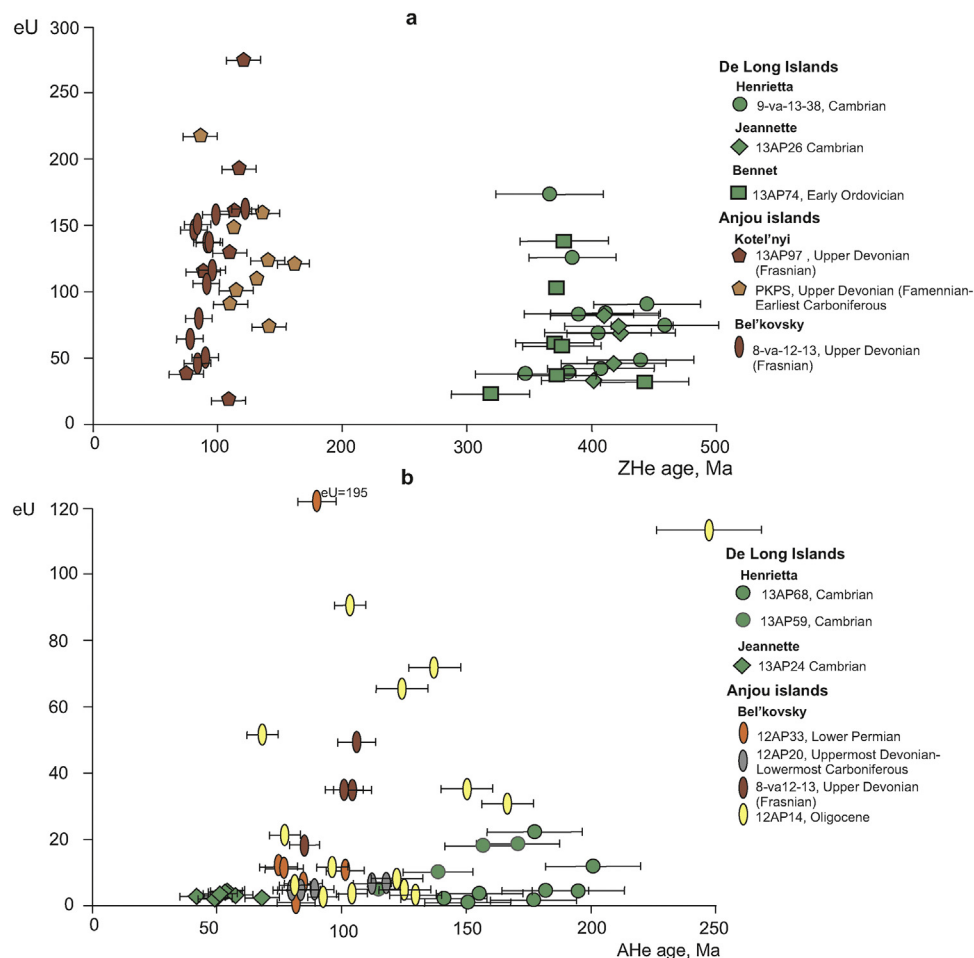 a
eU
300
250
200
150
100
50
0
0
100
200
300
400
500
ZHe age, Ma
De Long Islands
Henrietta
9-va-13-38, Cambrian
Jeannette
13AP26 Cambrian
Bennet
13AP74, Early Ordovician
Anjou islands
Kotel'nyi
13AP97 , Upper Devonian
(Frasnian)
PKPS, Upper Devonian (Famennian-
Earliest Carboniferous
Bel'kovsky
8-va-12-13, Upper Devonian
(Frasnian)
b
eU
eU=195
120
100
80
60
40
20
0
0
50
100
150
200
250
AHe age, Ma
De Long Islands
Henrietta
13AP68, Cambrian
13AP59, Cambrian
Jeannette
13AP24 Cambrian
Anjou islands
Bel'kovsky
12AP33, Lower Permian
12AP20, Uppermost Devonian-
Lowermost Carboniferous
8-va12-13, Upper Devonian
(Frasnian)
12AP14, Oligocene